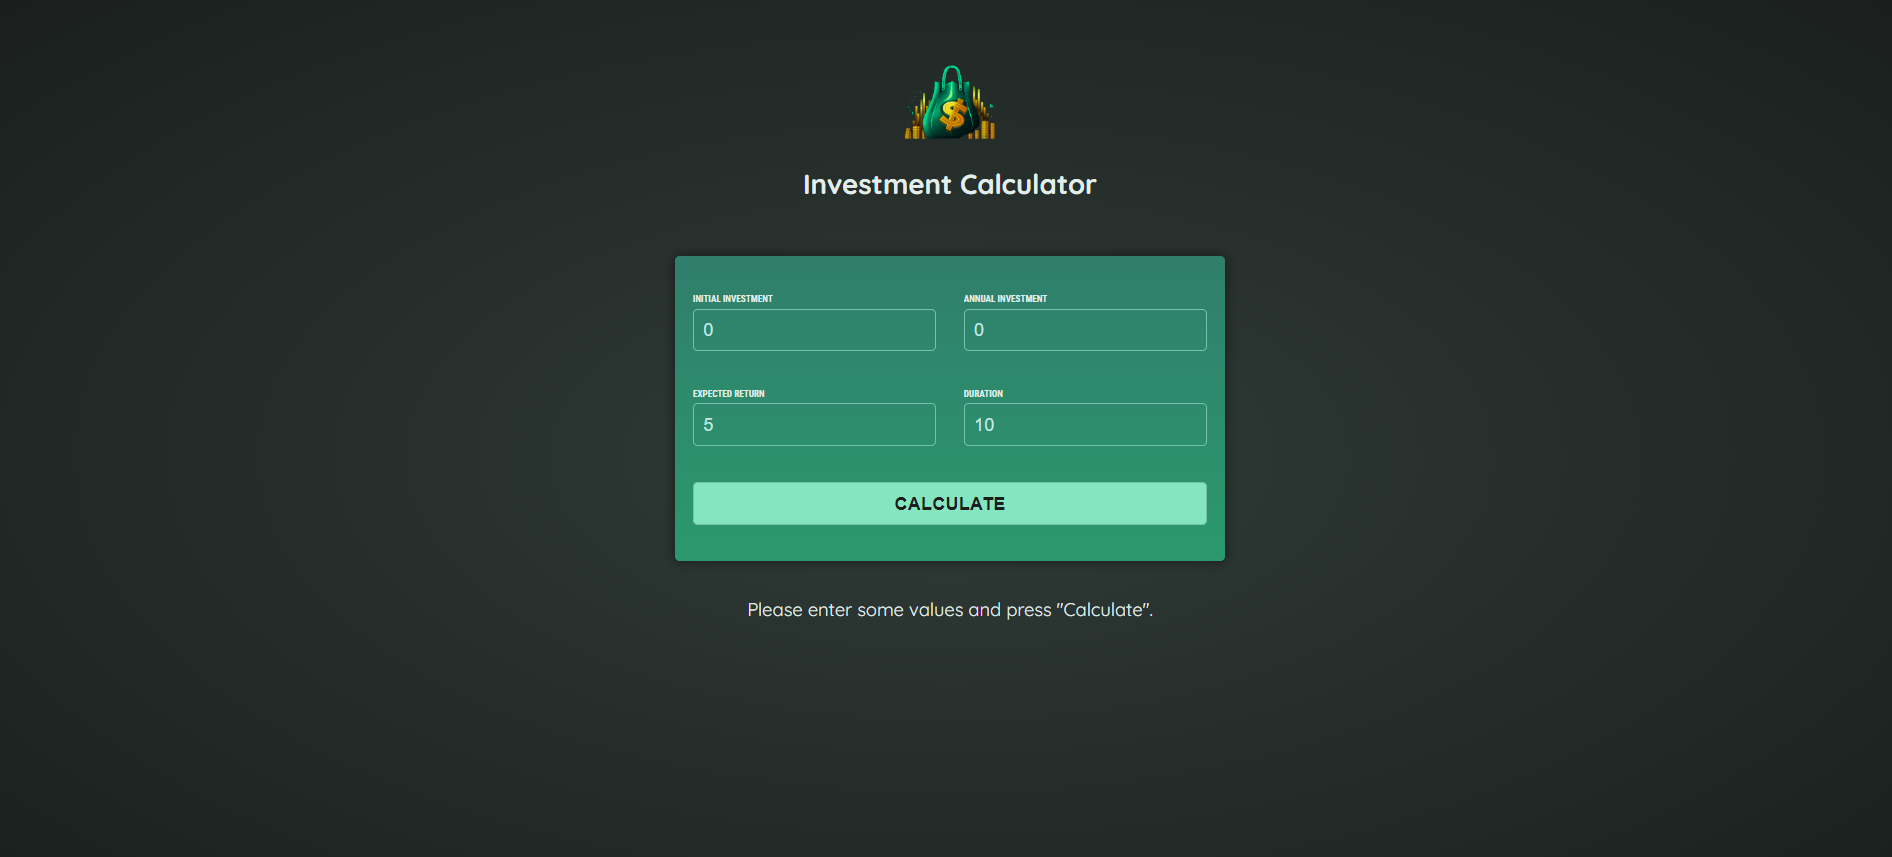 $
Investment Calculator
INITIAL INVESTMENT
ANNUAL INVESTMENT
0
0
EXPECTED RETURN
DURATION
5
10
CALCULATE
Please enter some values and press "Calculate".